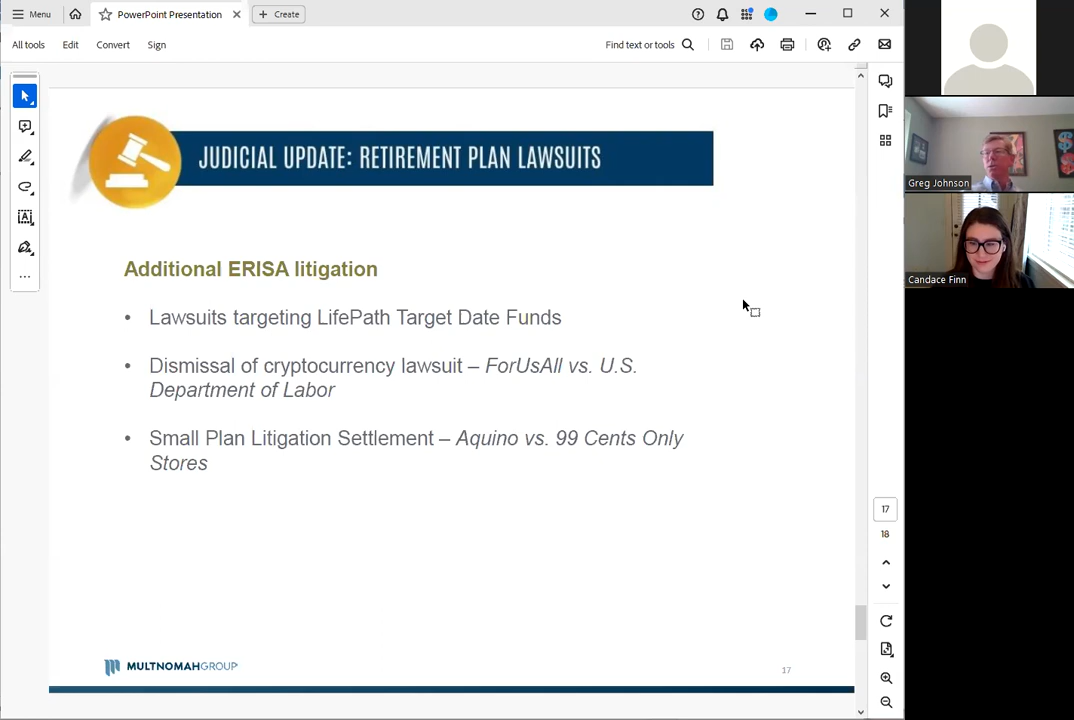 Menu
PowerPoint Presentation
Create
All tools
Edit
Convert
Sign
Find text or tools
JUDICIAL UPDATE: RETIREMENT PLAN LAWSUITS
Additional ERISA litigation
• Lawsuits targeting LifePath Target Date Funds
• Dismissal of cryptocurrency lawsuit – ForUsAll vs. U.S.
Department of Labor
• Small Plan Litigation Settlement – Aquino vs. 99 Cents Only
Stores
MULTNOMAHGROUP
17
17
18
Greg Johnson
Candace Finn